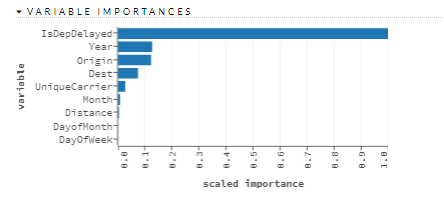 VARIABLE IMPORTANCES
IsDepDelayed
Year
Origin
Dest
UniqueCarrier
Month
Distance
DayofMonth
DayOfWeek
variable
0.0 0.1 0.2 0.3 0.4 0.5 0.6 0.7 0.8 0.9 1.0
scaled importance